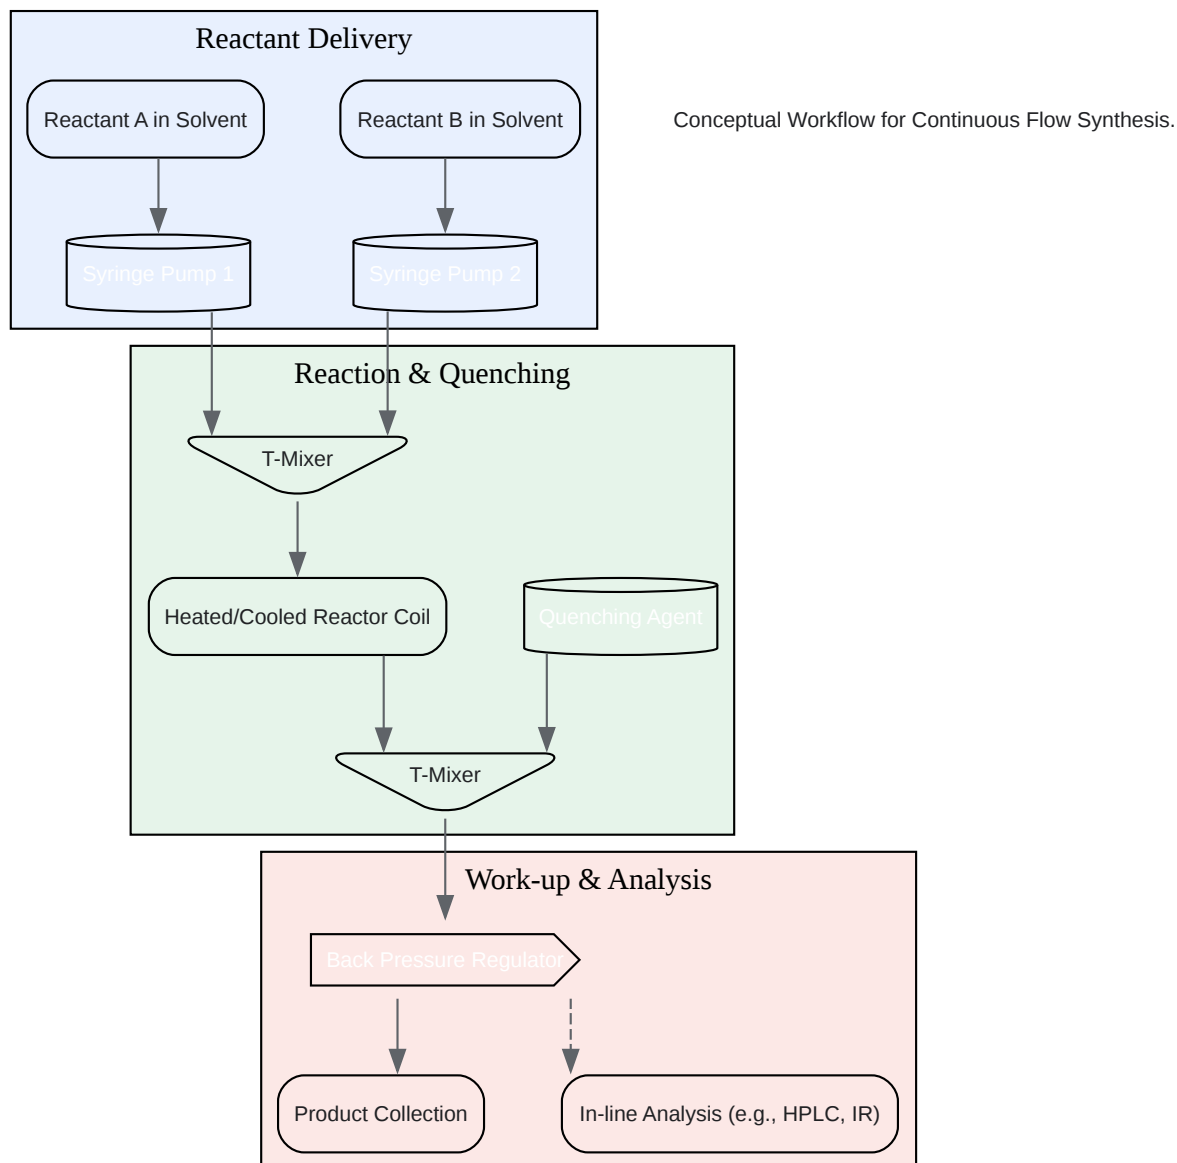 Reactant Delivery
Reactant A in Solvent
Reactant B in Solvent
Conceptual Workflow for Continuous Flow Synthesis.
Syringe Pump 1
Syringe Pump 2
Reaction & Quenching
T-Mixer
Heated/Cooled Reactor Coil
Quenching Agent
T-Mixer
Work-up & Analysis
Back Pressure Regulator
Product Collection
In-line Analysis (e.g., HPLC, IR)